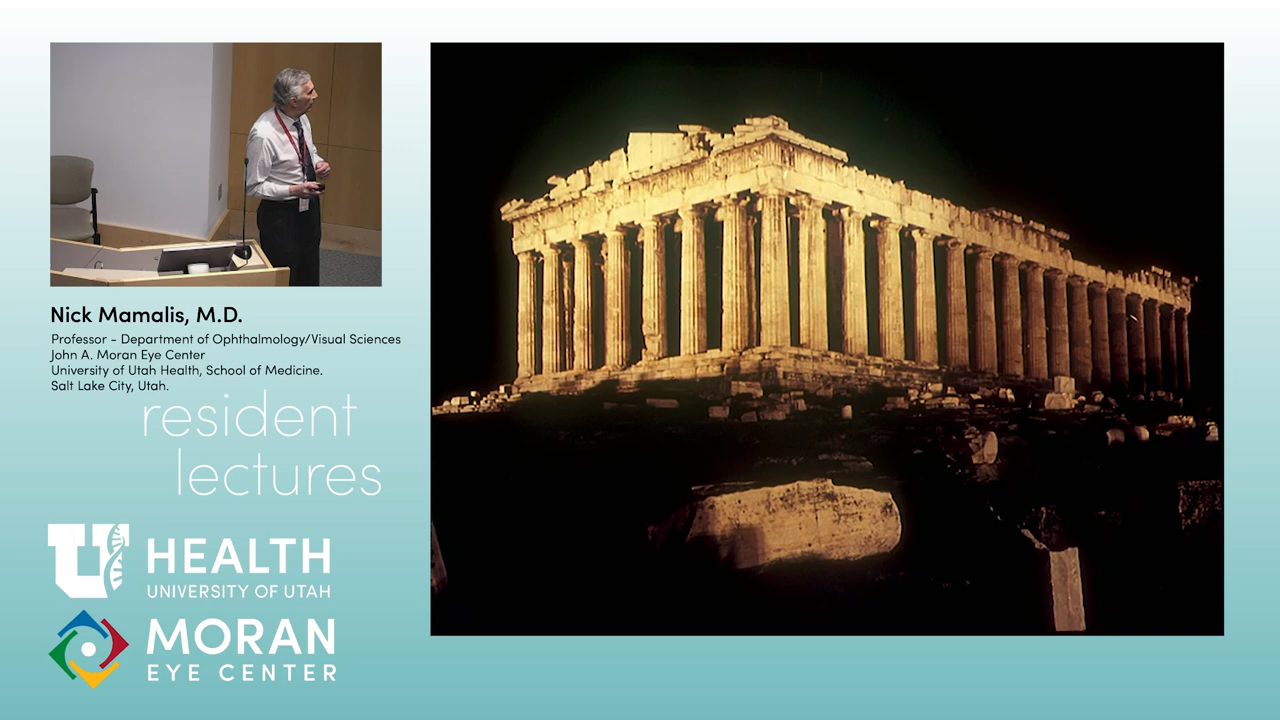 Nick Mamalis, M.D.
Professor - Department of Ophthalmology/Visual Sciences
John A. Moran Eye Center
University of Utah Health, School of Medicine.
Salt Lake City, Utah.
resident
lectures
U HEALTH
UNIVERSITY OF UTAH
MORAN
EYE CENTER